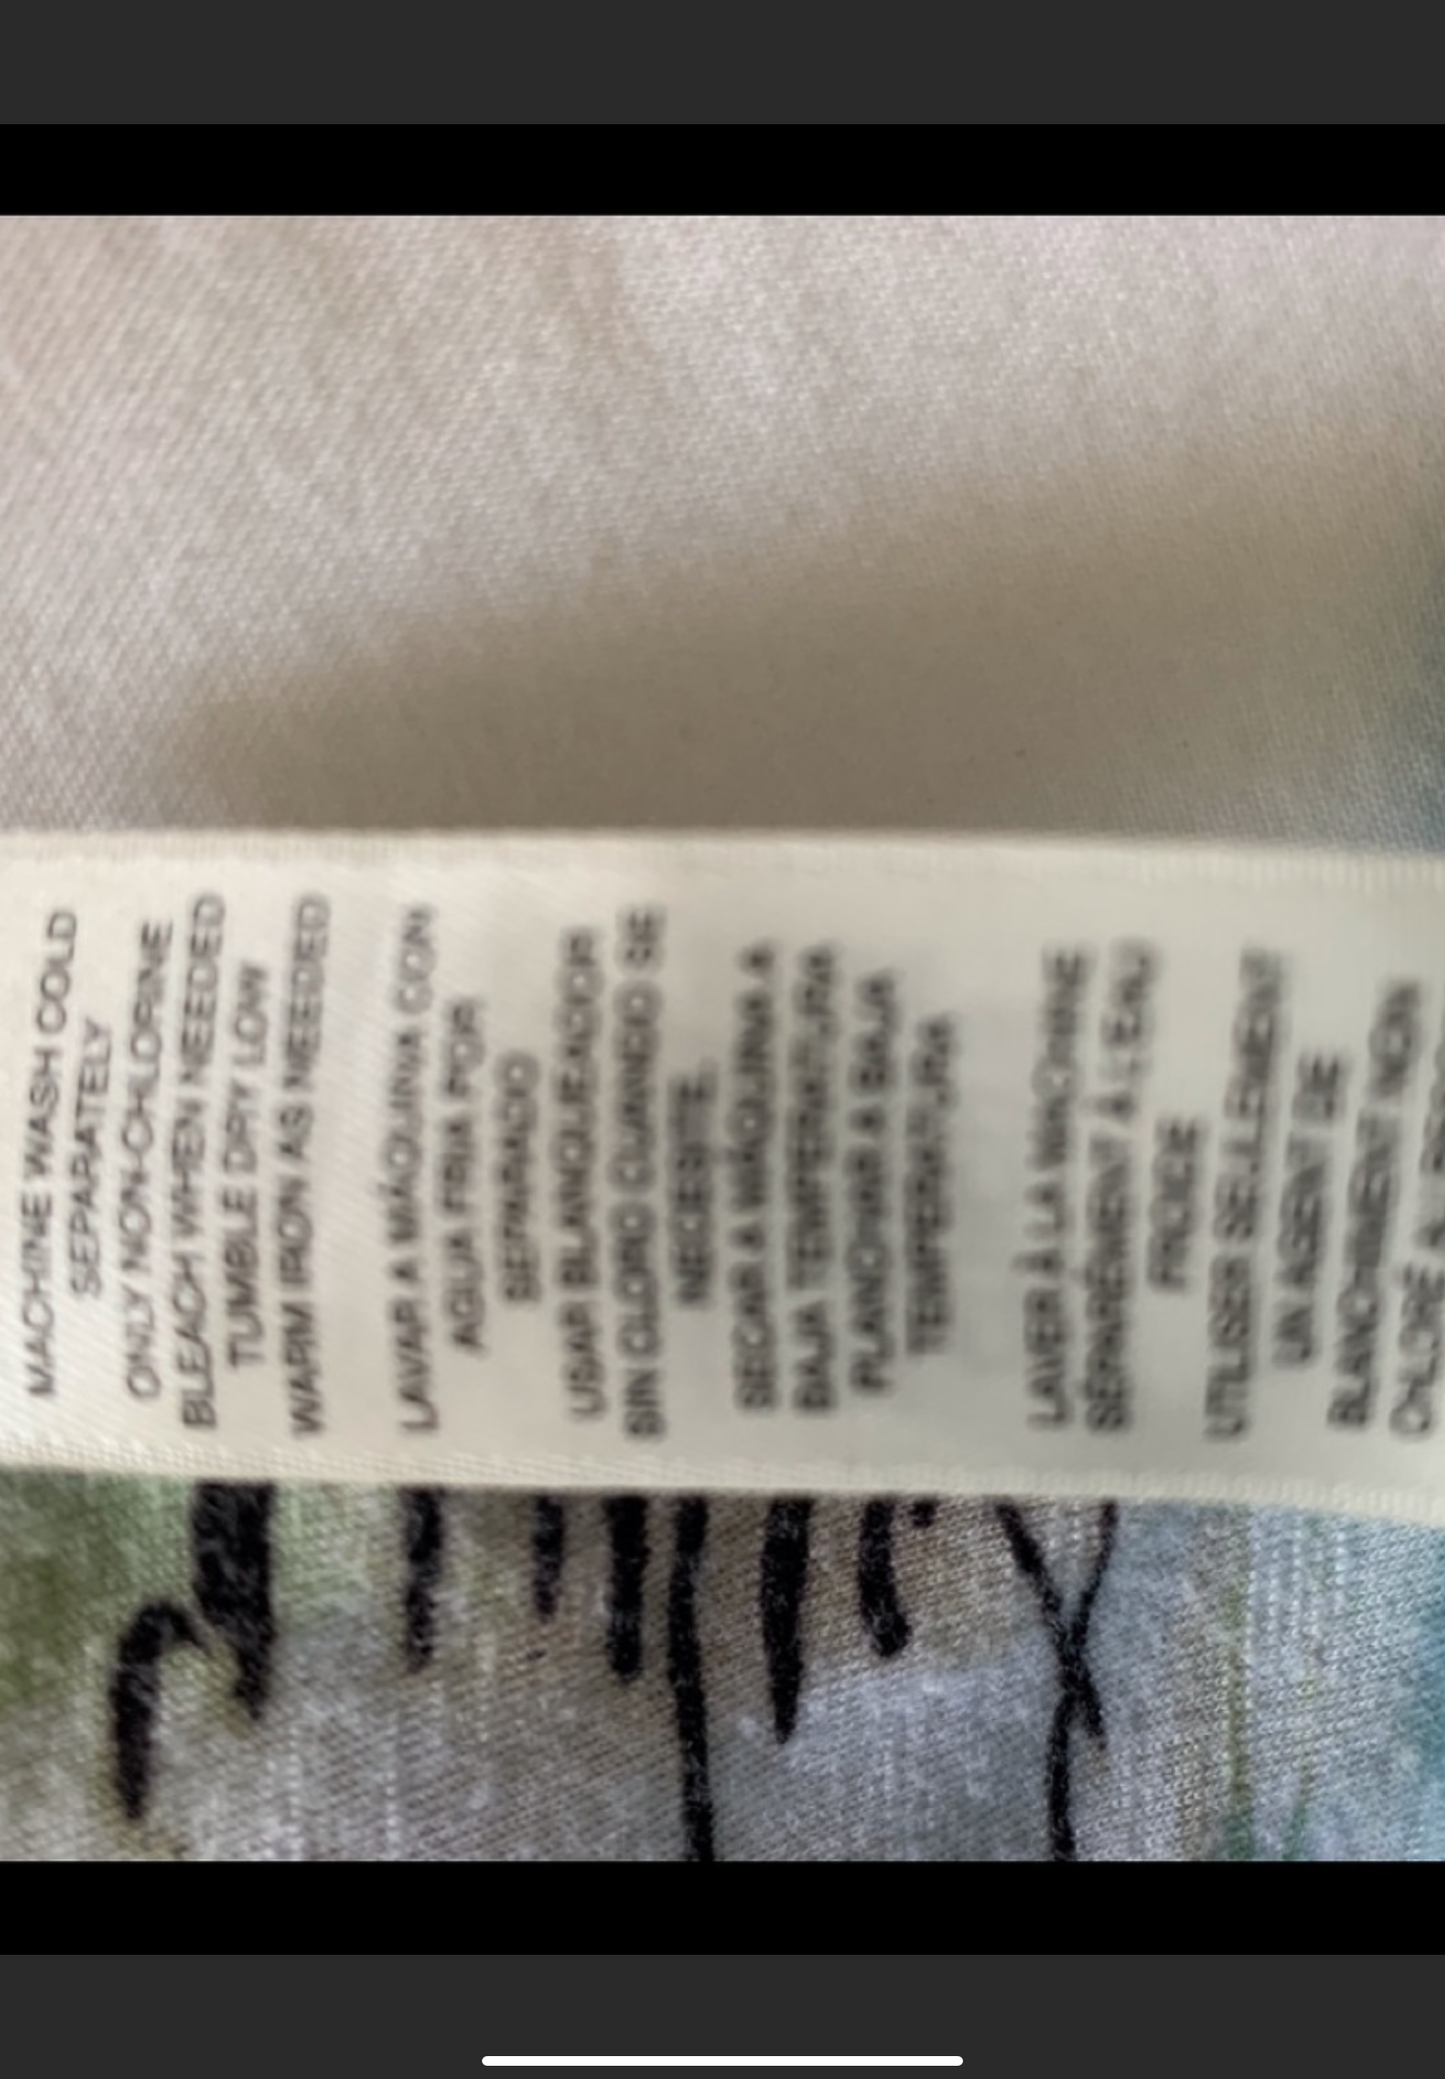 MACHINE WASH COLD
SEPARATELY
ONLY NON-CHLORINE
BLEACH WHEN NEEDED
TUMBLE DRY LOW
WARM IRON AS NEEDED
LAVAR A MÁQUINA CON
AGUA FRIA POR
SEPARADO
USAR BLANQUEADOR
SIN CLORO CUANDO SE
NECESITE
SECAR A MÁQUINA A
BAJA TEMPERATURA
PLANCHAR A BAJA
TEMPERATURA
LAVER À LA MACHINE
SÉPARÉMENT À L'EAU
FROIDE
UTILISER SEULEMENT
UN AGENT DE
BLANCHIMENT NON
CHLORÉ